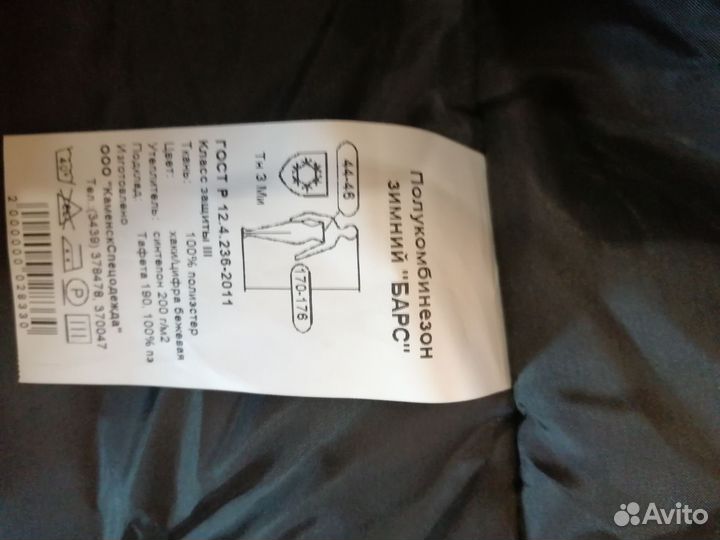 Полукомбинезон
зимний "БАРС"
44-46
170-176
Тн 3 Ми
ГОСТ Р 12.4.236-2011
Класс защиты III
Ткань: 100% полиэстер
Цвет: хаки/цифра бежевая
Утеплитель: синтепон 200 г/м2
Подклад: Тафета 190, 100% пэ
Изготовлено
ООО "КаменскСпецодежда"
Тел.:(3439) 378478, 370047
40
P
2000000028330
Avito